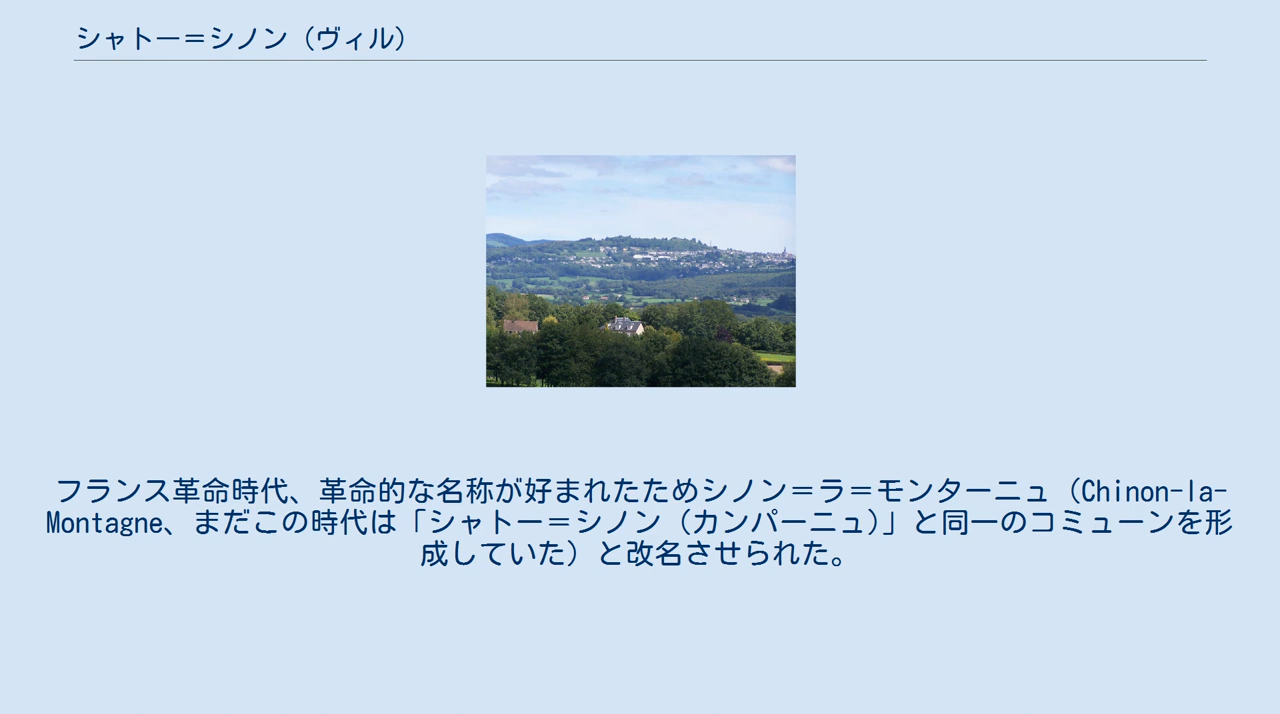 シャトー＝シノン（ヴィル）
フランス革命時代、革命的な名称が好まれたためシノン＝ラ＝モンターニュ（Chinon-la-
Montagne、まだこの時代は「シャトー＝シノン（カンパーニュ）」と同一のコミューンを形
成していた）と改名させられた。